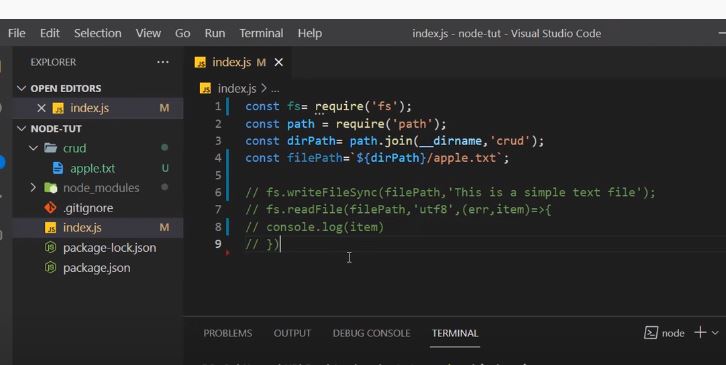 File Edit Selection View Go Run Terminal Help index.js - node-tut - Visual Studio Code
EXPLORER ...
OPEN EDITORS
JS index.js M
NODE-TUT
crud
apple.txt U
node_modules
.gitignore
JS index.js M
package-lock.json
package.json
JS index.js M
JS index.js > ...
1 const fs= require('fs');
2 const path = require('path');
3 const dirPath= path.join(__dirname,'crud');
4 const filePath=`${dirPath}/apple.txt`;
5
6 // fs.writeFileSync(filePath,'This is a simple text file');
7 // fs.readFile(filePath,'utf8',(err,item)=>{
8 // console.log(item)
9 // })
PROBLEMS OUTPUT DEBUG CONSOLE TERMINAL node